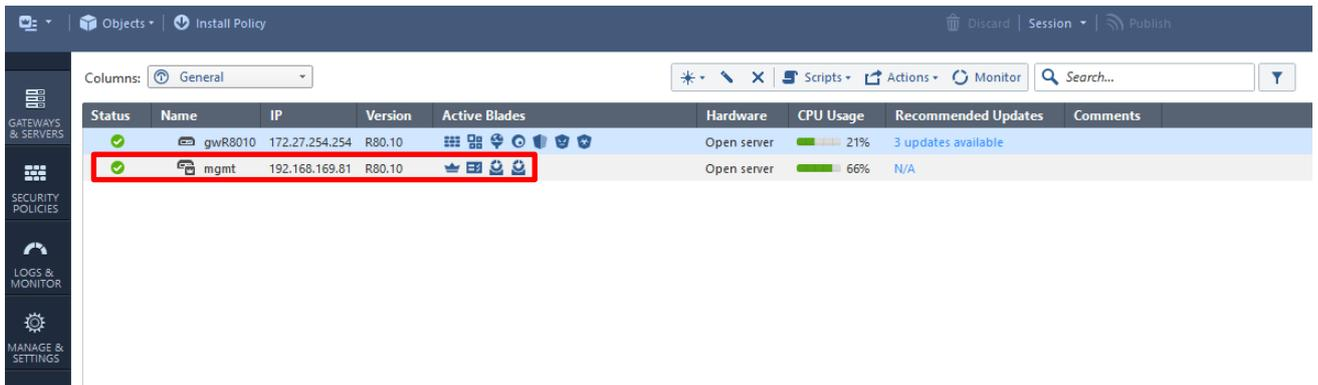 Objects Install Policy Discard Session Publish
Columns: General Scripts Actions Monitor Search...
Status Name IP Version Active Blades Hardware CPU Usage Recommended Updates Comments
gwR8010 172.27.254.254 R80.10 Open server 21% 3 updates available
mgmt 192.168.169.81 R80.10 Open server 66% N/A
GATEWAYS
& SERVERS
SECURITY
POLICIES
LOGS &
MONITOR
MANAGE &
SETTINGS